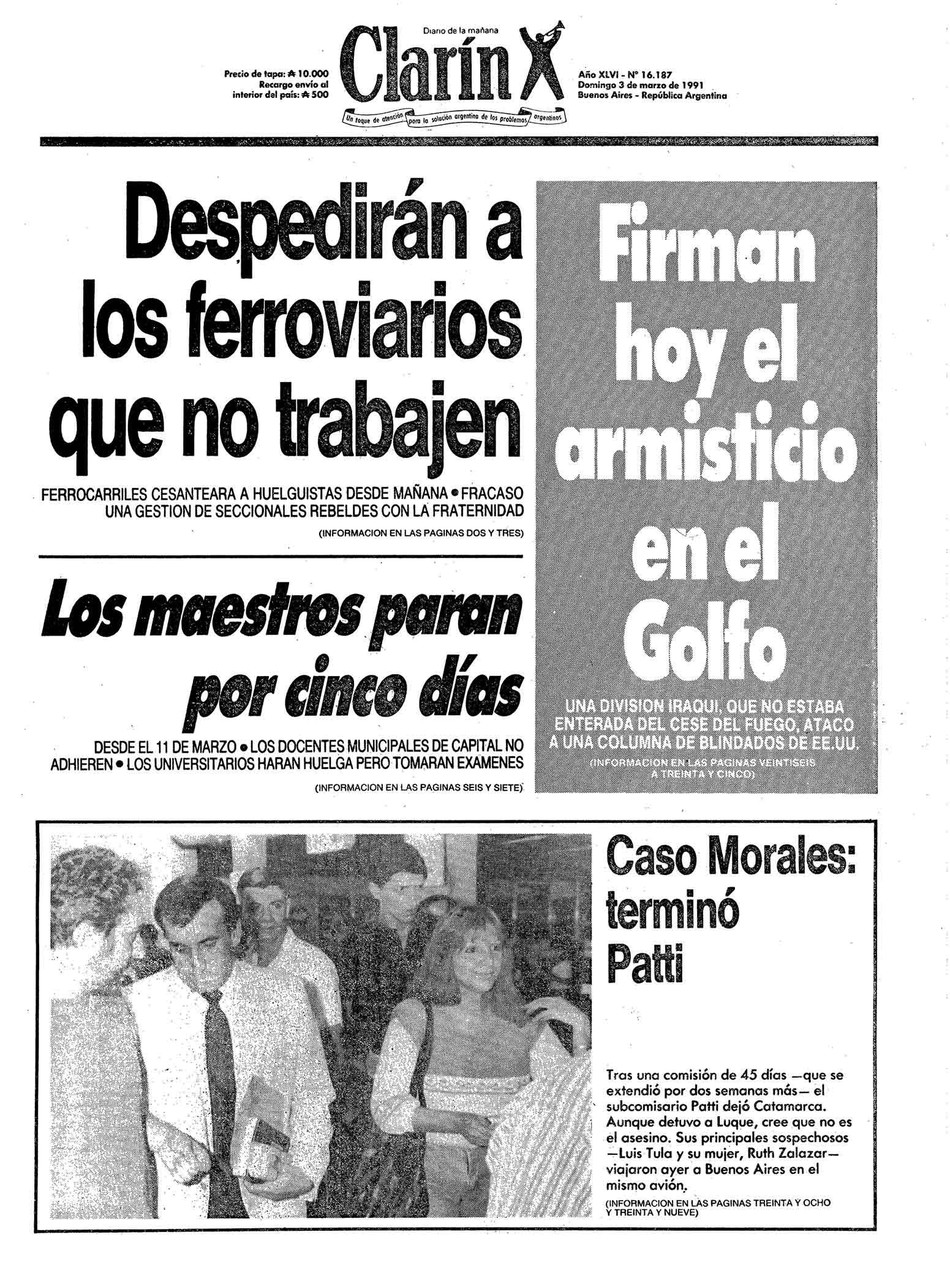 Diario de la mañana
Clarín
Precio de tapa: ₳ 10.000
Recargo envío al
interior del país: ₳ 500
Año XLVI - Nº 16.187
Domingo 3 de marzo de 1991
Buenos Aires - República Argentina
Un toque de atención para la solución argentina de los problemas argentinos
Despedirán a
los ferroviarios
que no trabajen
FERROCARRILES CESANTEARA A HUELGUISTAS DESDE MAÑANA ● FRACASO
UNA GESTION DE SECCIONALES REBELDES CON LA FRATERNIDAD
(INFORMACION EN LAS PAGINAS DOS Y TRES)
Los maestros paran
por cinco días
DESDE EL 11 DE MARZO ● LOS DOCENTES MUNICIPALES DE CAPITAL NO
ADHIEREN ● LOS UNIVERSITARIOS HARAN HUELGA PERO TOMARAN EXAMENES
(INFORMACION EN LAS PAGINAS SEIS Y SIETE)
Firman
hoy el
armisticio
en el
Golfo
UNA DIVISION IRAQUI, QUE NO ESTABA
ENTERADA DEL CESE DEL FUEGO, ATACO
A UNA COLUMNA DE BLINDADOS DE EE.UU.
(INFORMACION EN LAS PAGINAS VEINTISEIS
A TREINTA Y CINCO)
Caso Morales:
terminó
Patti
Tras una comisión de 45 días —que se
extendió por dos semanas más— el
subcomisario Patti dejó Catamarca.
Aunque detuvo a Luque, cree que no es
el asesino. Sus principales sospechosos
—Luis Tula y su mujer, Ruth Zalazar—
viajaron ayer a Buenos Aires en el
mismo avión.
(INFORMACION EN LAS PAGINAS TREINTA Y OCHO
Y TREINTA Y NUEVE)